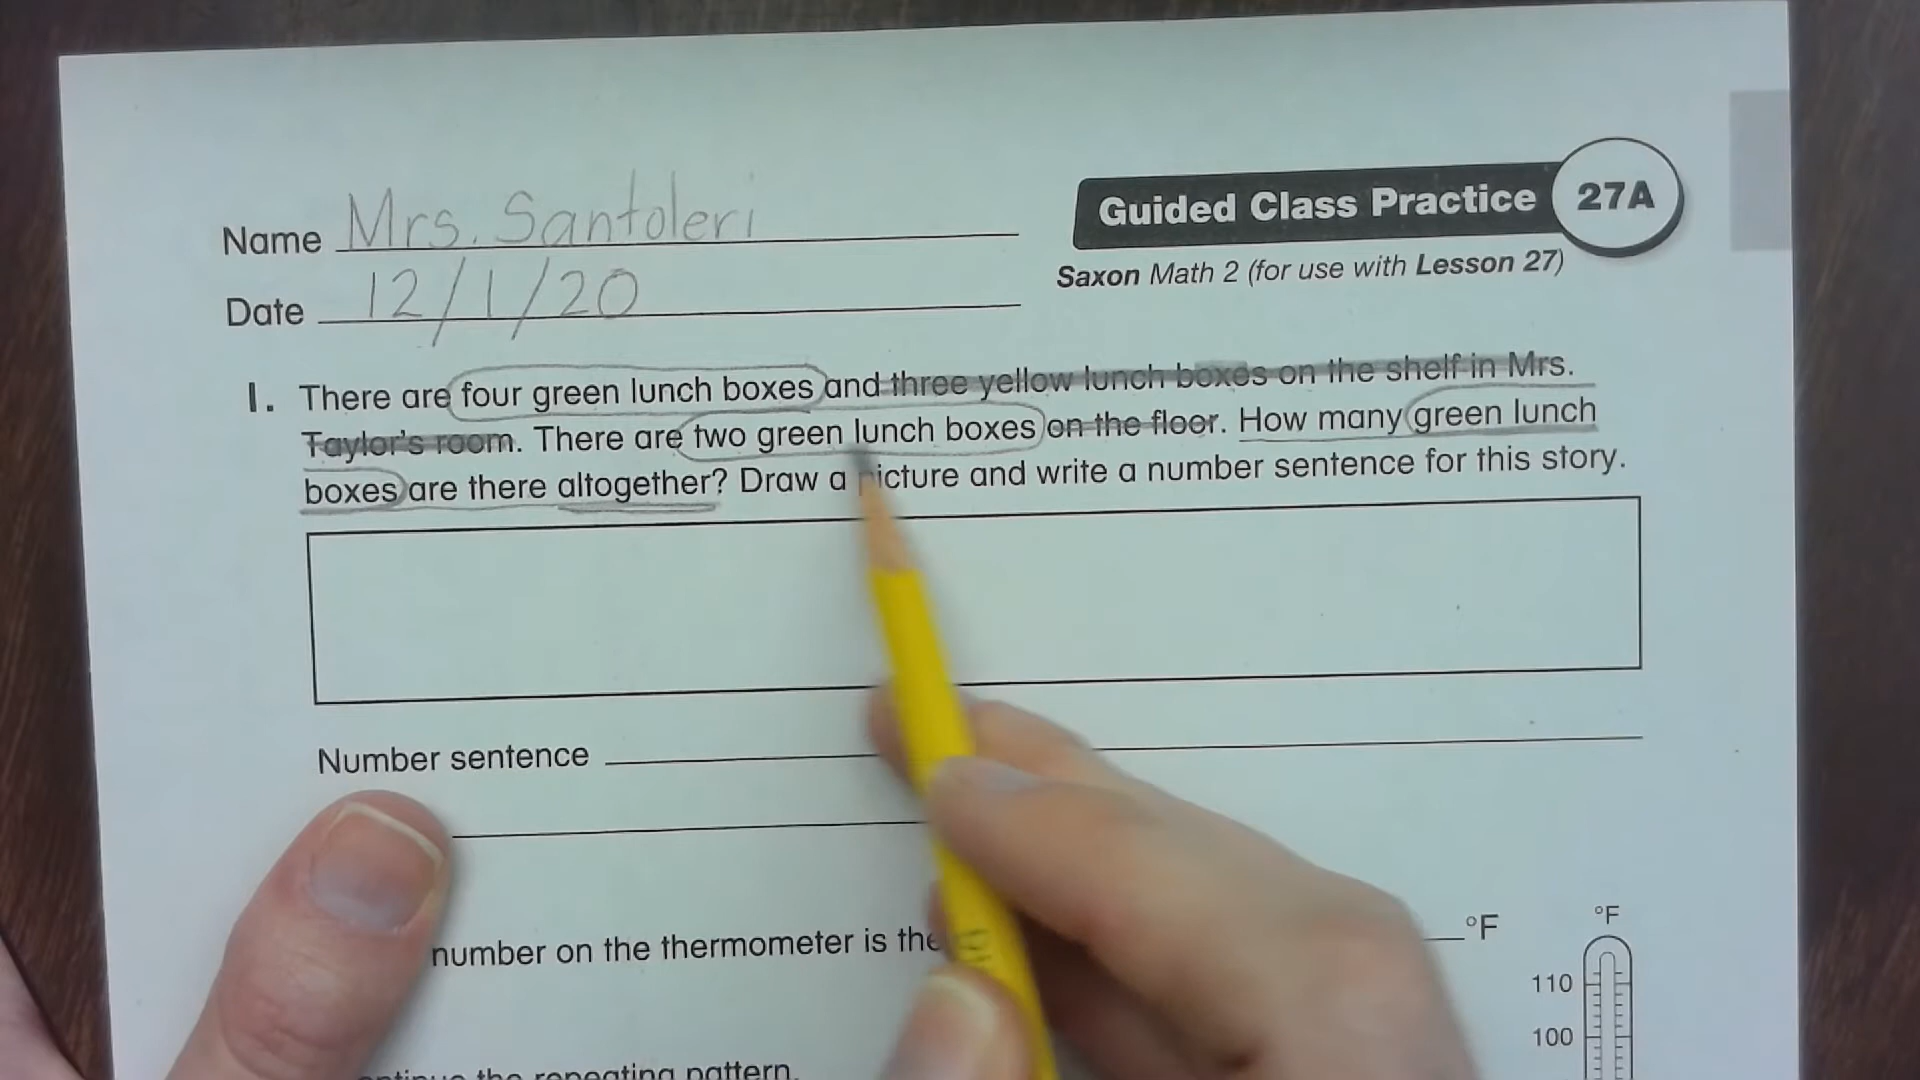 Name Mrs. Santoleri
Date 12/1/20
Guided Class Practice 27A
Saxon Math 2 (for use with Lesson 27)
1. There are four green lunch boxes and three yellow lunch boxes on the shelf in Mrs.
Taylor's room. There are two green lunch boxes on the floor. How many green lunch
boxes are there altogether? Draw a picture and write a number sentence for this story.
Number sentence
number on the thermometer is the
°F
°F
110
100
the repeating pattern.